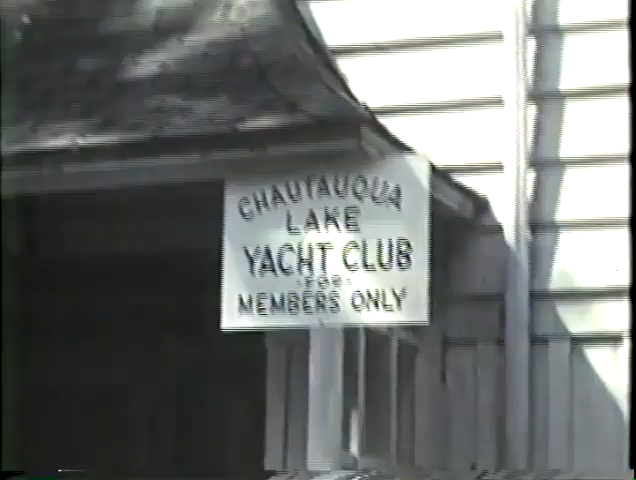 CHAUTAUQUA
LAKE
YACHT CLUB
·FOR·
MEMBERS ONLY